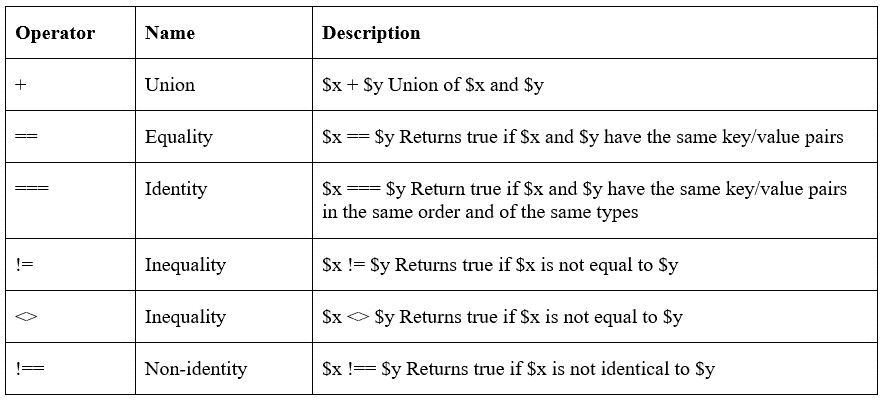 Operator Name Description
+ Union $x + $y Union of $x and $y
== Equality $x == $y Returns true if $x and $y have the same key/value pairs
=== Identity $x === $y Return true if $x and $y have the same key/value pairs
in the same order and of the same types
!= Inequality $x != $y Returns true if $x is not equal to $y
<> Inequality $x <> $y Returns true if $x is not equal to $y
!== Non-identity $x !== $y Returns true if $x is not identical to $y